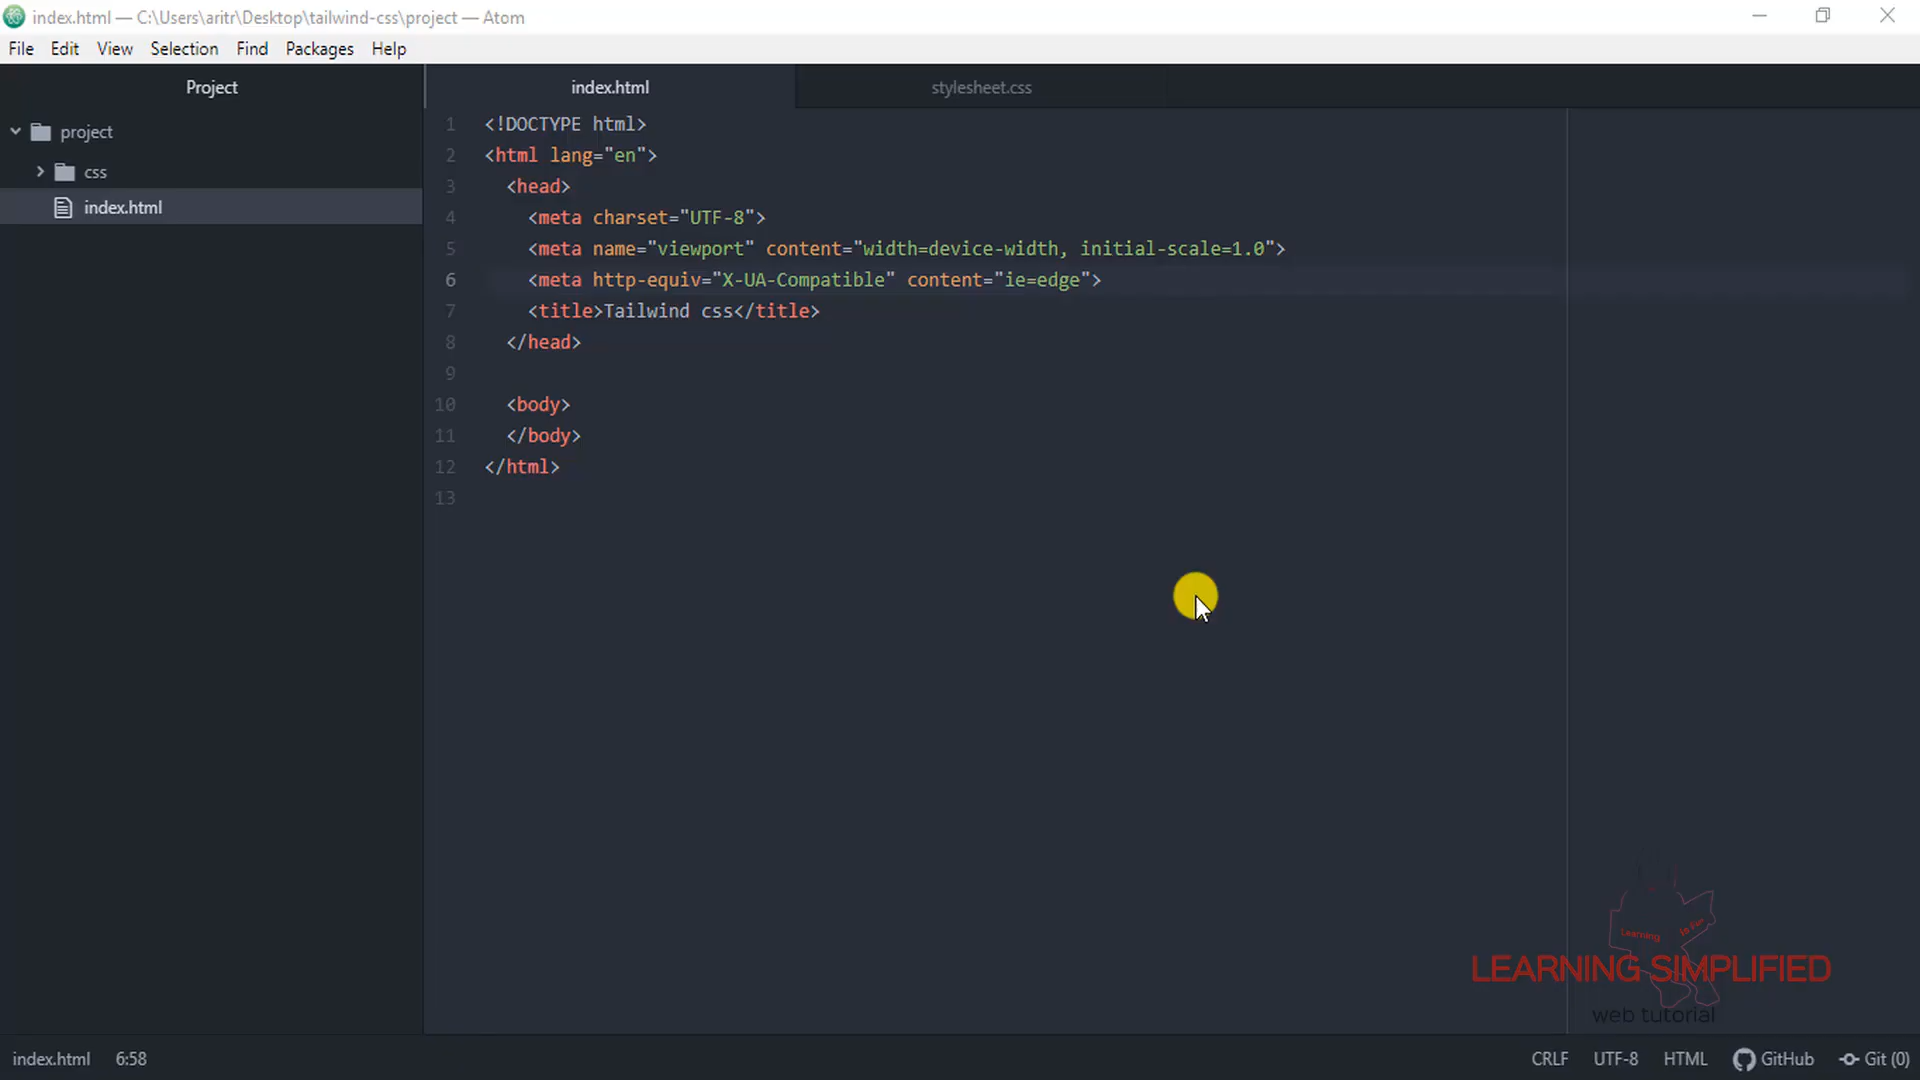 index.html — C:\Users\aritr\Desktop\tailwind-css\project — Atom
File Edit View Selection Find Packages Help
Project
index.html
stylesheet.css
project
css
index.html
1 <!DOCTYPE html>
2 <html lang="en">
3 <head>
4 <meta charset="UTF-8">
5 <meta name="viewport" content="width=device-width, initial-scale=1.0">
6 <meta http-equiv="X-UA-Compatible" content="ie=edge">
7 <title>Tailwind css</title>
8 </head>
9
10 <body>
11 </body>
12 </html>
13
Learning
LEARNING SIMPLIFIED
web tutorial
index.html 6:58 CRLF UTF-8 HTML GitHub Git (0)